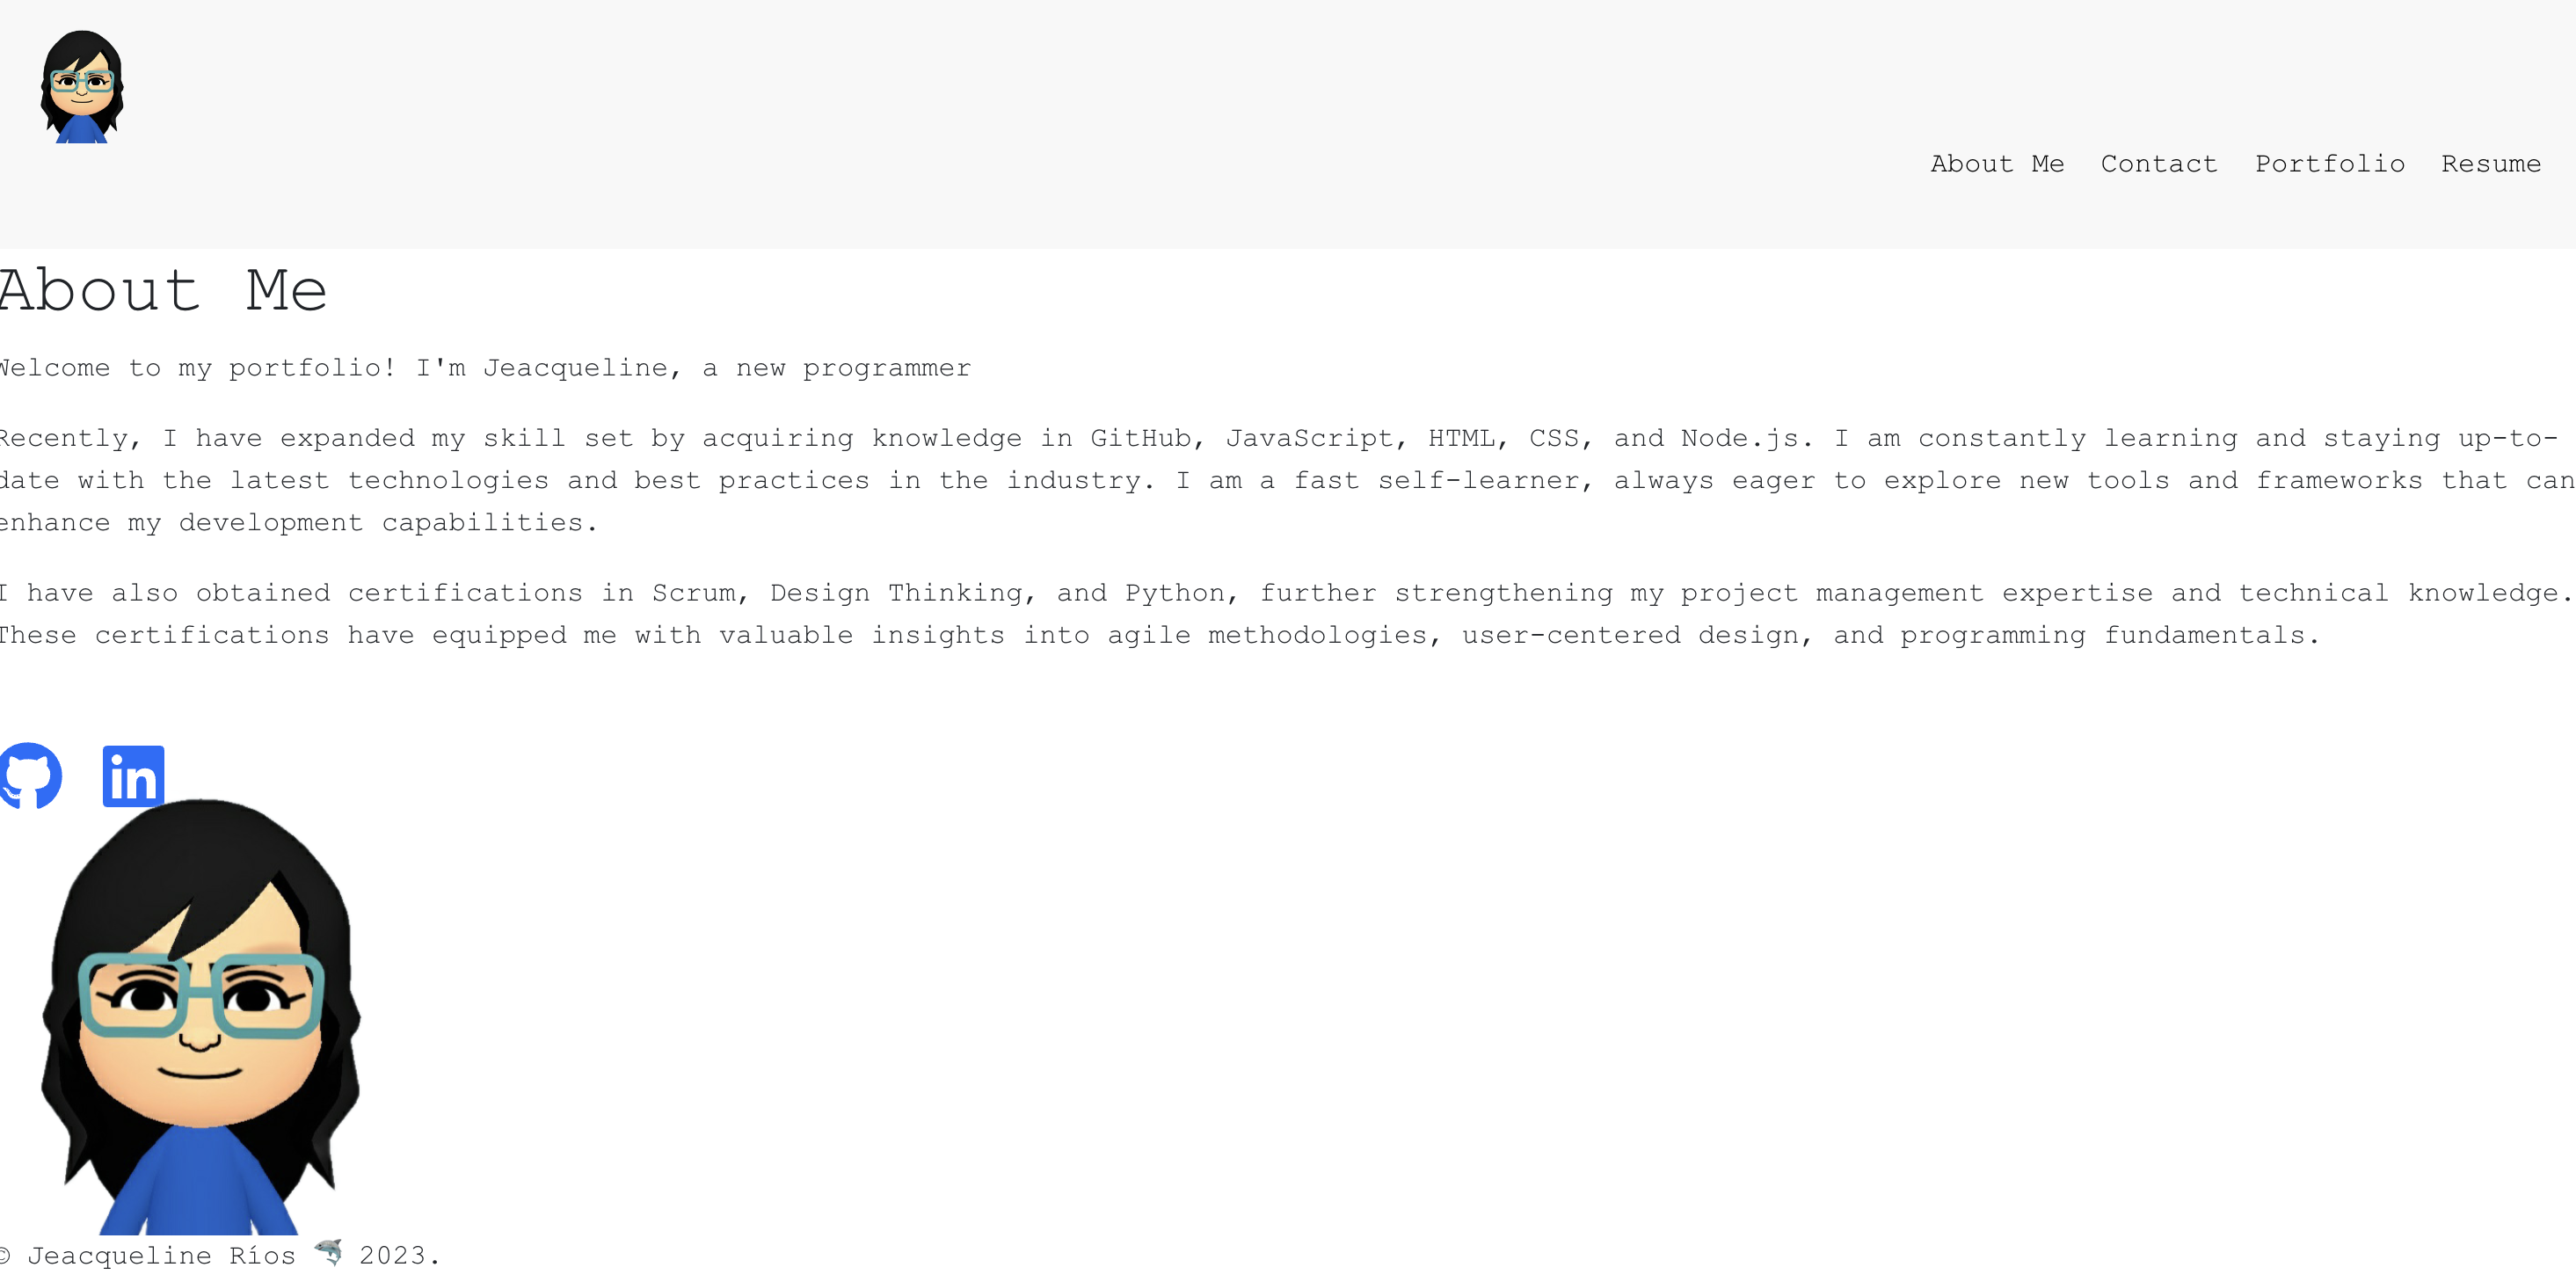 About Me Contact Portfolio Resume
About Me
Welcome to my portfolio! I'm Jeacqueline, a new programmer
Recently, I have expanded my skill set by acquiring knowledge in GitHub, JavaScript, HTML, CSS, and Node.js. I am constantly learning and staying up-to-
date with the latest technologies and best practices in the industry. I am a fast self-learner, always eager to explore new tools and frameworks that can
enhance my development capabilities.
I have also obtained certifications in Scrum, Design Thinking, and Python, further strengthening my project management expertise and technical knowledge.
These certifications have equipped me with valuable insights into agile methodologies, user-centered design, and programming fundamentals.
in
© Jeacqueline Ríos 🦈 2023.